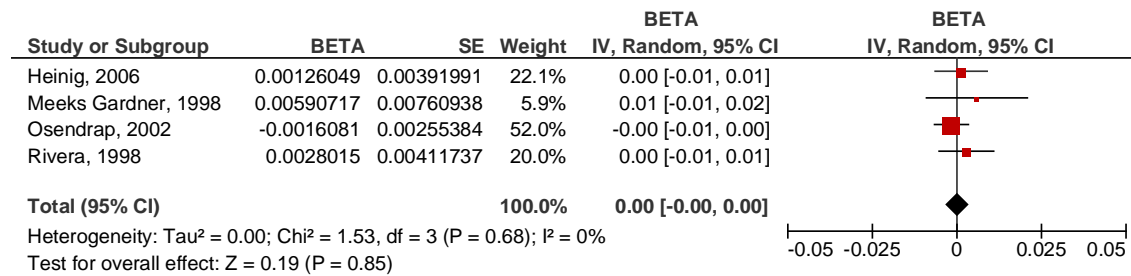 BETA BETA
Study or Subgroup BETA SE Weight IV, Random, 95% CI IV, Random, 95% CI
Heinig, 2006 0.00126049 0.00391991 22.1% 0.00 [-0.01, 0.01]
Meeks Gardner, 1998 0.00590717 0.00760938 5.9% 0.01 [-0.01, 0.02]
Osendrap, 2002 -0.0016081 0.00255384 52.0% -0.00 [-0.01, 0.00]
Rivera, 1998 0.0028015 0.00411737 20.0% 0.00 [-0.01, 0.01]
Total (95% CI) 100.0% 0.00 [-0.00, 0.00]
Heterogeneity: Tau² = 0.00; Chi² = 1.53, df = 3 (P = 0.68); I² = 0%
Test for overall effect: Z = 0.19 (P = 0.85)
-0.05 -0.025 0 0.025 0.05